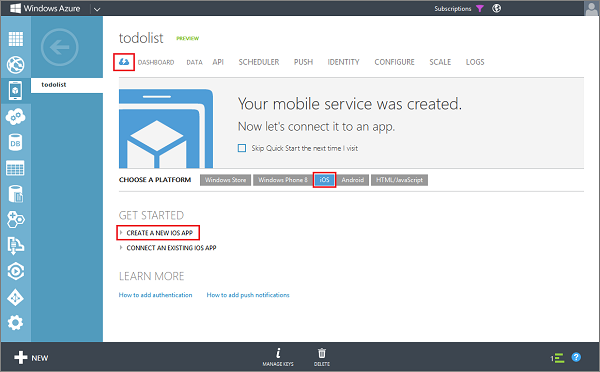 Windows Azure
Subscriptions
todolist PREVIEW
DASHBOARD DATA API SCHEDULER PUSH IDENTITY CONFIGURE SCALE LOGS
todolist
Your mobile service was created.
Now let's connect it to an app.
Skip Quick Start the next time I visit
DB
CHOOSE A PLATFORM Windows Store Windows Phone 8 iOS Android HTML/JavaScript
GET STARTED
CREATE A NEW IOS APP
CONNECT AN EXISTING IOS APP
LEARN MORE
How to add authentication How to add push notifications
NEW
MANAGE KEYS
DELETE
1
?